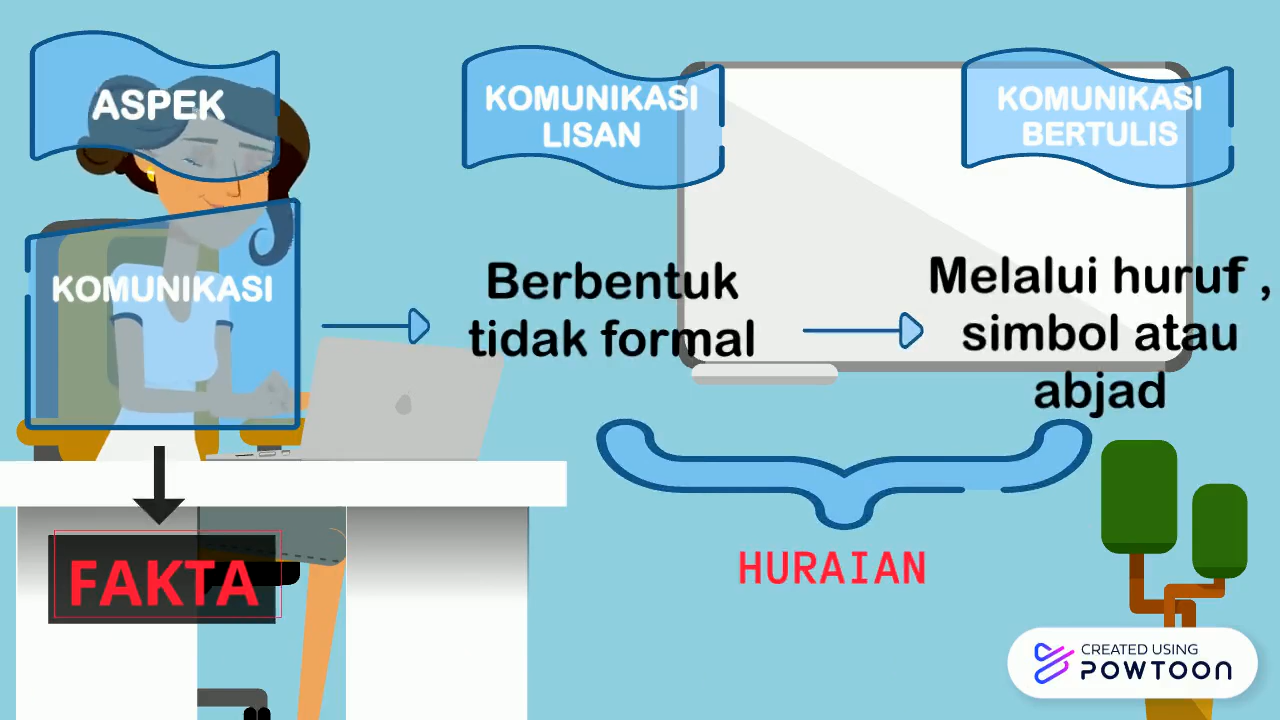 ASPEK
KOMUNIKASI
LISAN
KOMUNIKASI
BERTULIS
KOMUNIKASI
Berbentuk
tidak formal
Melalui huruf ,
simbol atau
abjad
FAKTA
HURAIAN
CREATED USING
POWTOON